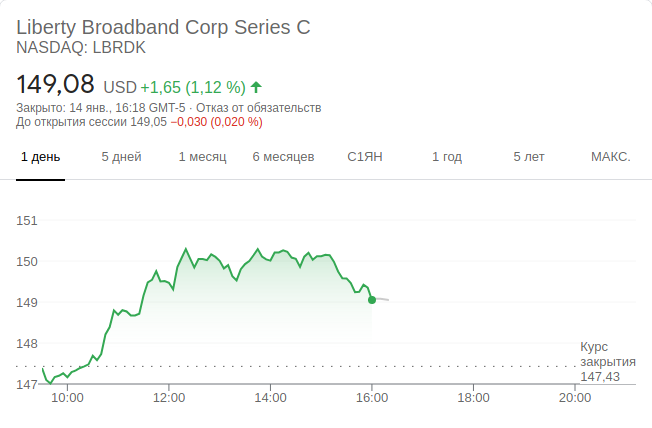 Liberty Broadband Corp Series C
NASDAQ: LBRDK
149,08 USD +1,65 (1,12 %)
Закрыто: 14 янв., 16:18 GMT-5 · Отказ от обязательств
До открытия сессии 149,05 −0,030 (0,020 %)
1 день 5 дней 1 месяц 6 месяцев С1ЯН 1 год 5 лет МАКС.
151
150
149
148
Курс
закрытия
147,43
147
10:00 12:00 14:00 16:00 18:00 20:00